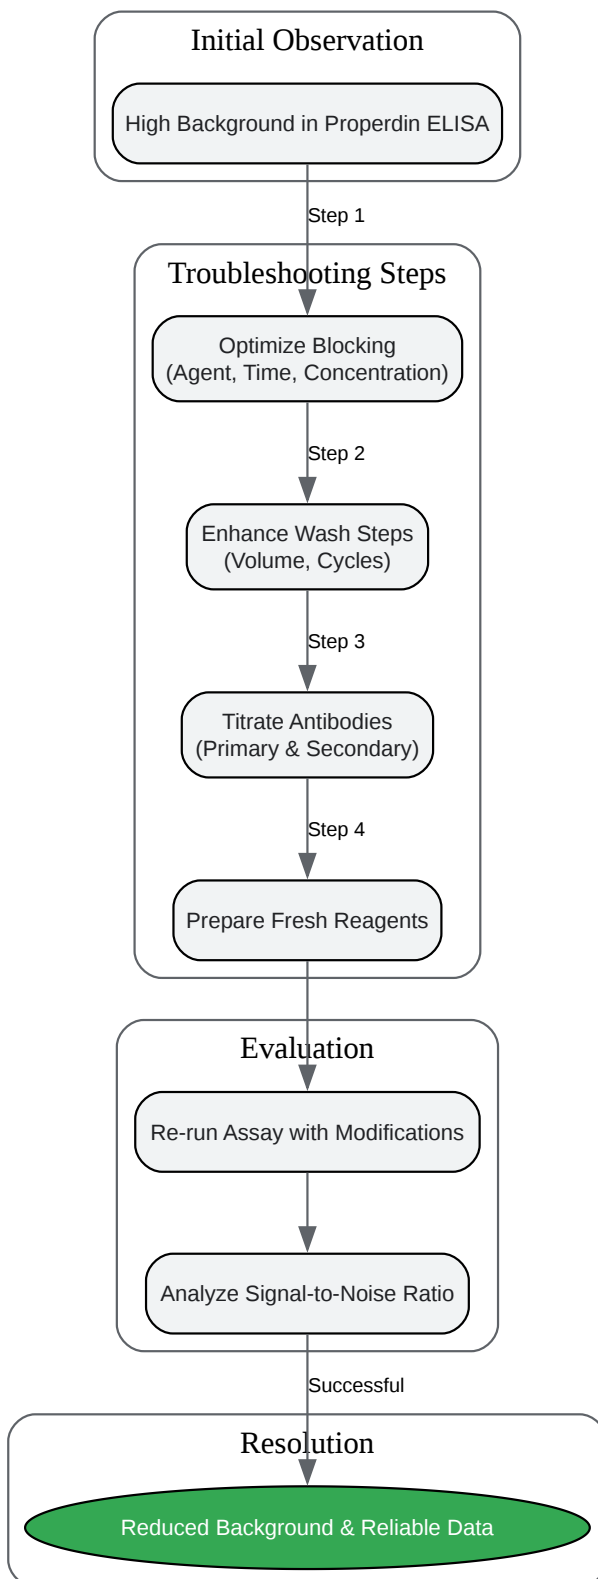 Initial Observation
High Background in Properdin ELISA
Step 1
Troubleshooting Steps
Optimize Blocking
(Agent, Time, Concentration)
Step 2
Enhance Wash Steps
(Volume, Cycles)
Step 3
Titrate Antibodies
(Primary & Secondary)
Step 4
Prepare Fresh Reagents
Evaluation
Re-run Assay with Modifications
Analyze Signal-to-Noise Ratio
Successful
Resolution
Reduced Background & Reliable Data